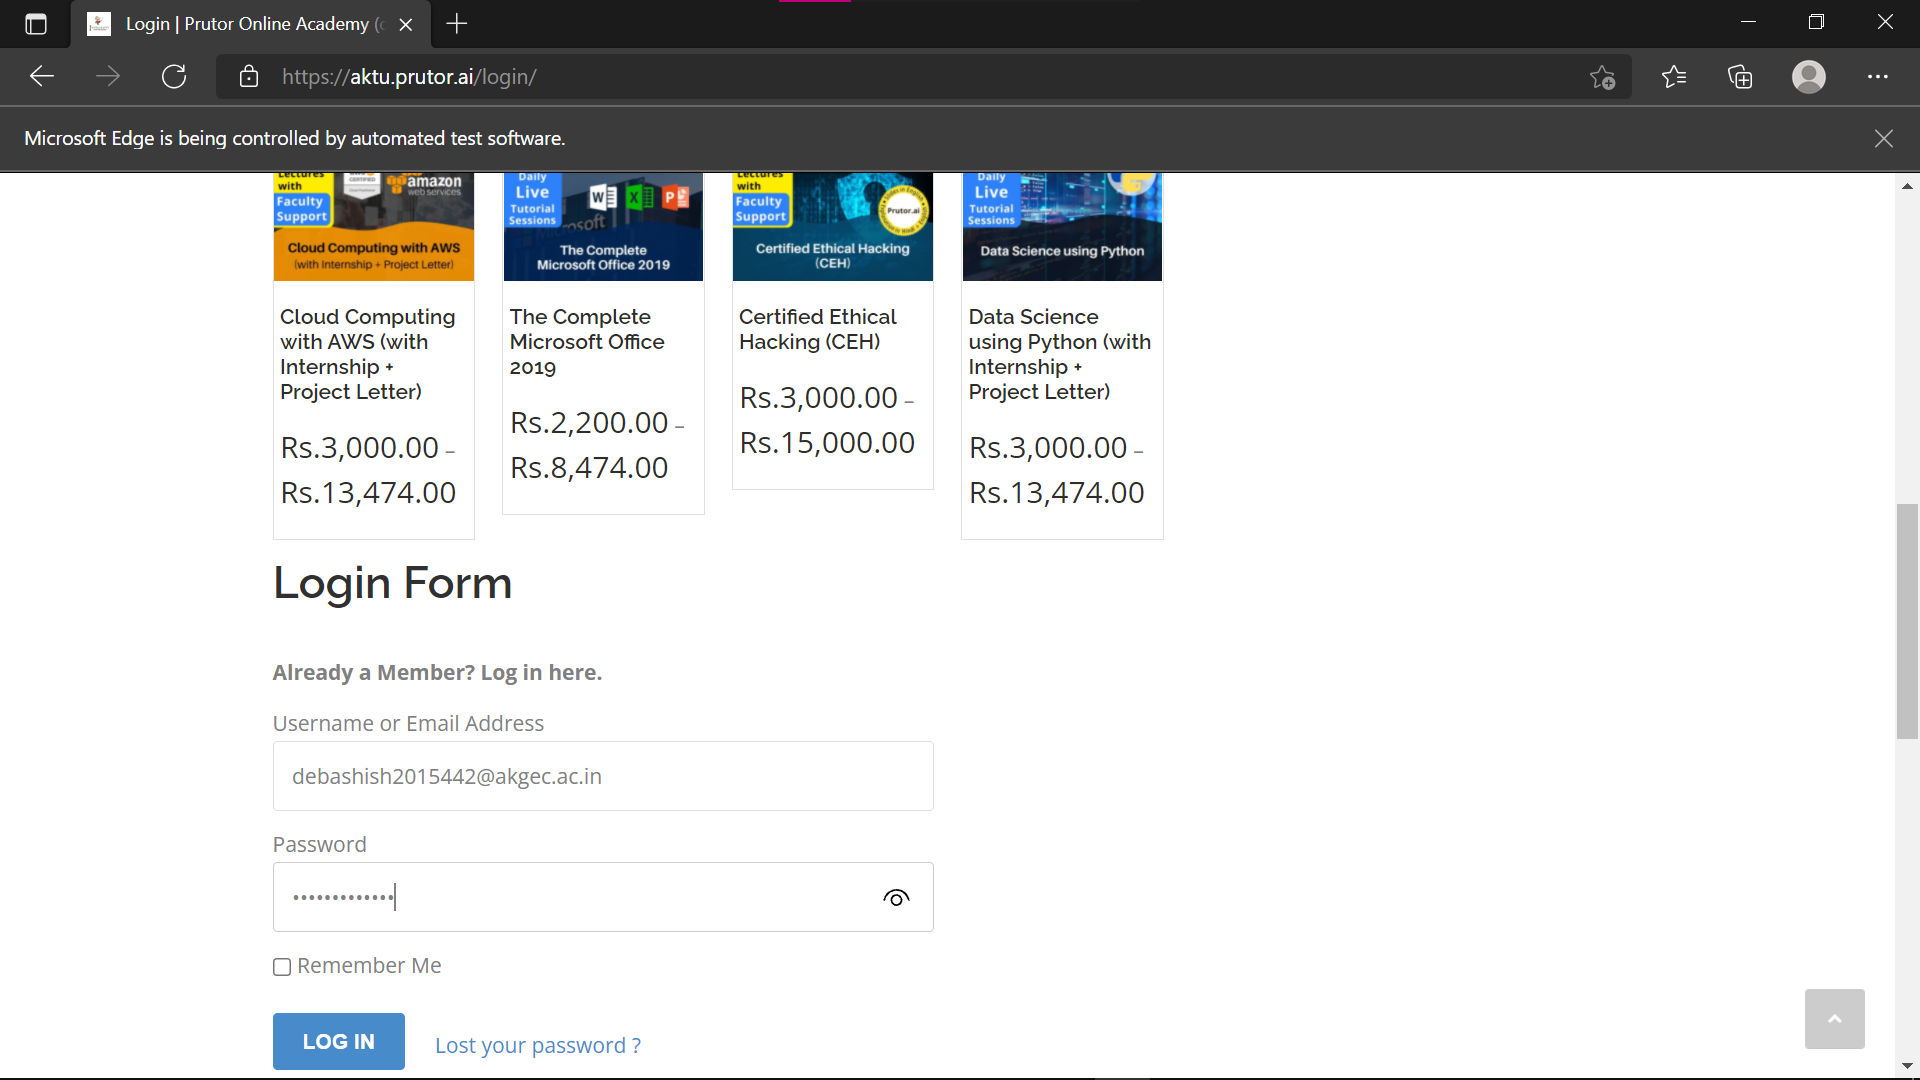 Login | Prutor Online Academy (
https://aktu.prutor.ai/login/
Microsoft Edge is being controlled by automated test software.
Lectures with Faculty Support
amazon
web services
Cloud Computing with AWS
(with Internship + Project Letter)
Daily Live Tutorial Sessions
The Complete
Microsoft Office 2019
Lectures with Faculty Support
Prutor.ai
Certified Ethical Hacking
(CEH)
Daily Live Tutorial Sessions
Data Science using Python
Cloud Computing
with AWS (with
Internship +
Project Letter)
Rs.3,000.00 –
Rs.13,474.00
The Complete
Microsoft Office
2019
Rs.2,200.00 –
Rs.8,474.00
Certified Ethical
Hacking (CEH)
Rs.3,000.00 –
Rs.15,000.00
Data Science
using Python (with
Internship +
Project Letter)
Rs.3,000.00 –
Rs.13,474.00
Login Form
Already a Member? Log in here.
Username or Email Address
debashish2015442@akgec.ac.in
Password
Remember Me
LOG IN
Lost your password ?